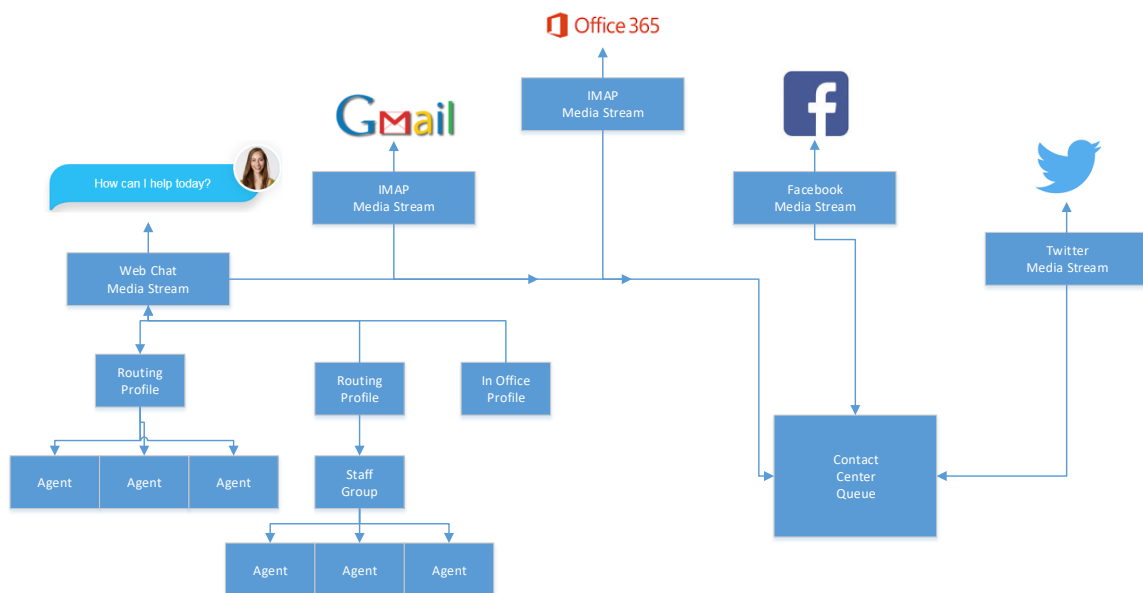 Office 365
IMAP
Media Stream
Gmail
How can I help today?
IMAP
Media Stream
Facebook
Media Stream
Web Chat
Media Stream
Twitter
Media Stream
Routing
Profile
Routing
Profile
In Office
Profile
Agent
Agent
Agent
Staff
Group
Contact
Center
Queue
Agent
Agent
Agent